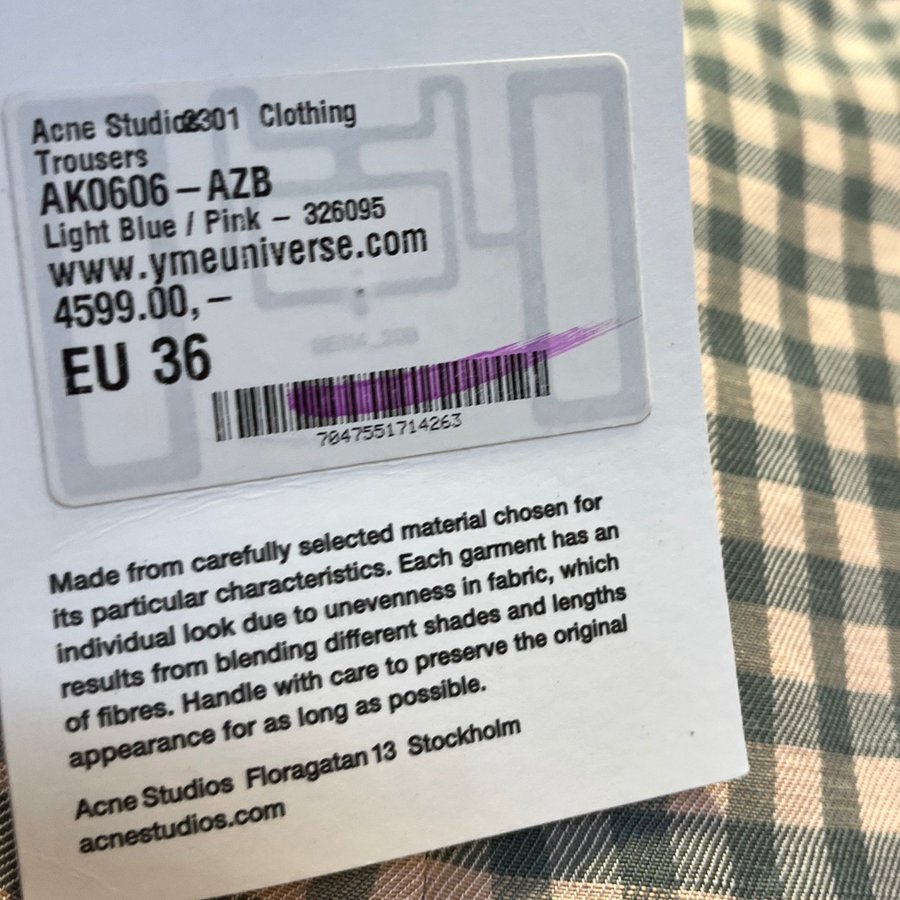 Acne Studios 2301 Clothing
Trousers
AK0606 – AZB
Light Blue / Pink – 326095
www.ymeuniverse.com
4599.00,–
EU 36
7047551714263
Made from carefully selected material chosen for
its particular characteristics. Each garment has an
individual look due to unevenness in fabric, which
results from blending different shades and lengths
of fibres. Handle with care to preserve the original
appearance for as long as possible.
Acne Studios Floragatan 13 Stockholm
acnestudios.com